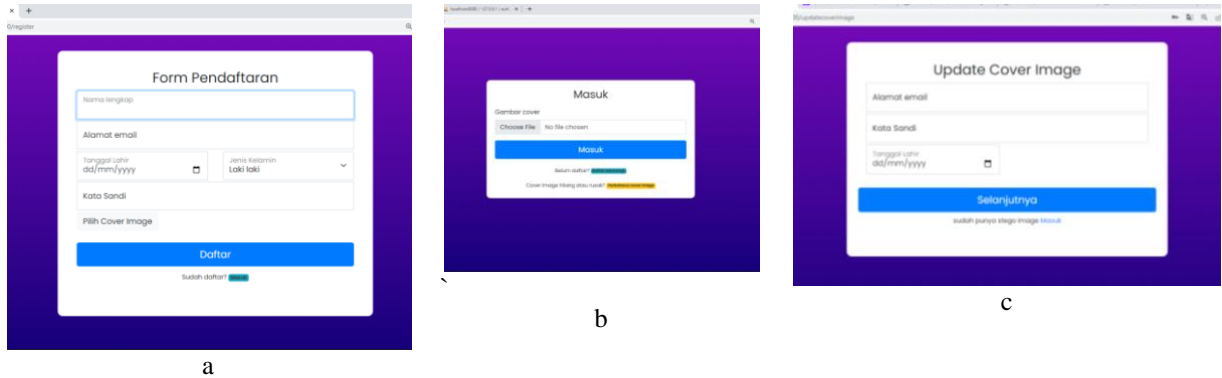 0/register
Form Pendaftaran
Nama lengkap
Alamat email
Tanggal Lahir
dd/mm/yyyy
Jenis Kelamin
Laki laki
Kata Sandi
Pilih Cover Image
Daftar
Sudah daftar?
a
Masuk
Gambar cover
Choose File No file chosen
Masuk
Belum daftar?
Cover image hilang atau rusak?
`
b
/updatecoverimage
Update Cover Image
Alamat email
Kata Sandi
Tanggal Lahir
dd/mm/yyyy
Selanjutnya
sudah punya stego image Masuk
c